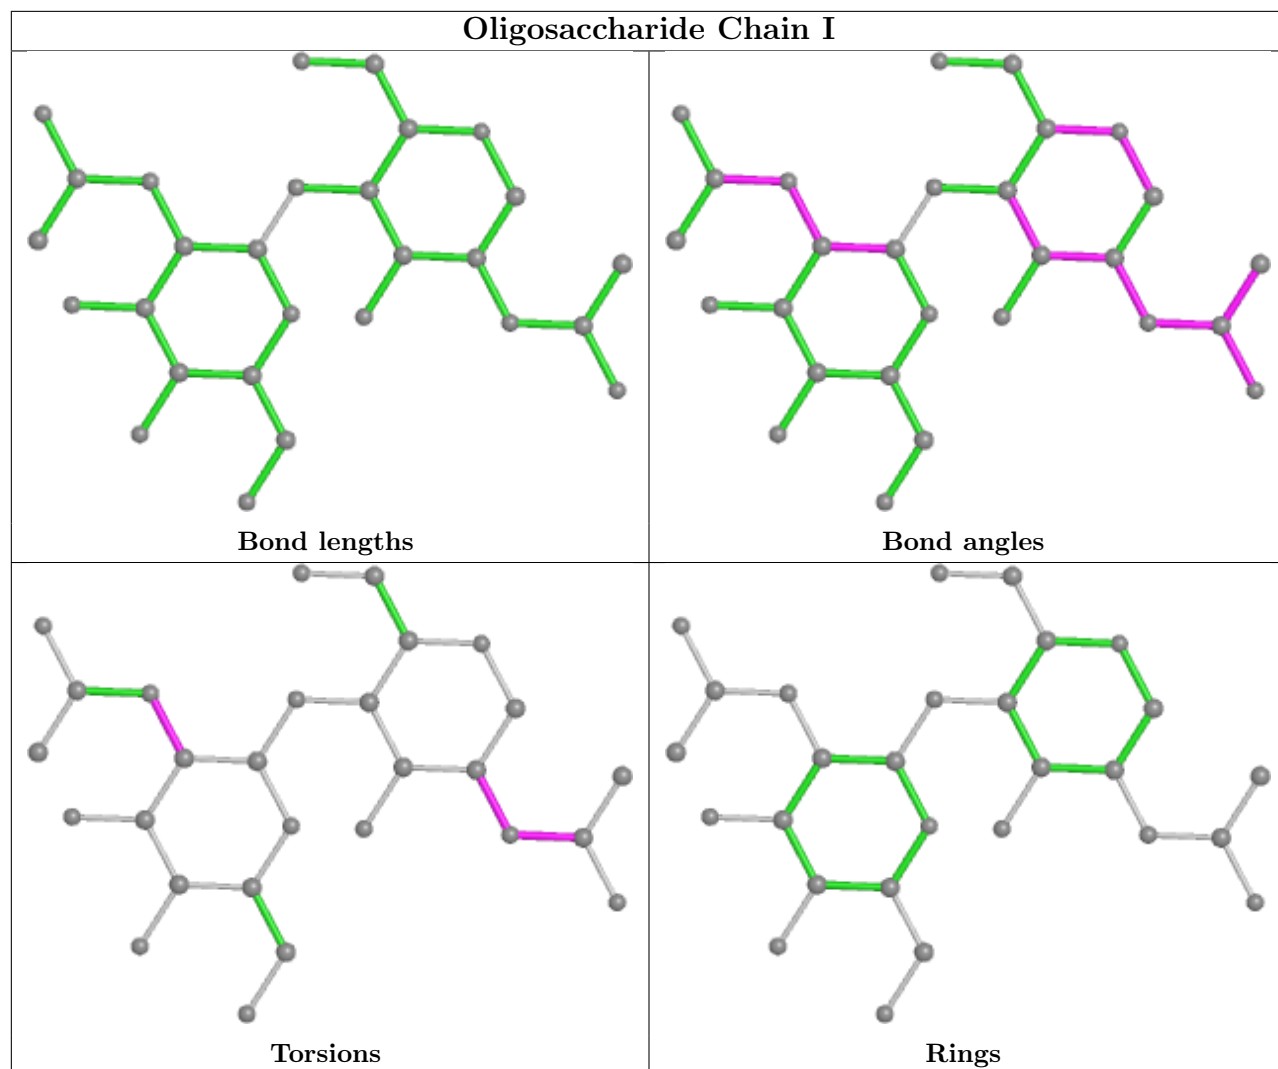 Oligosaccharide Chain I
Bond lengths
Bond angles
Torsions
Rings